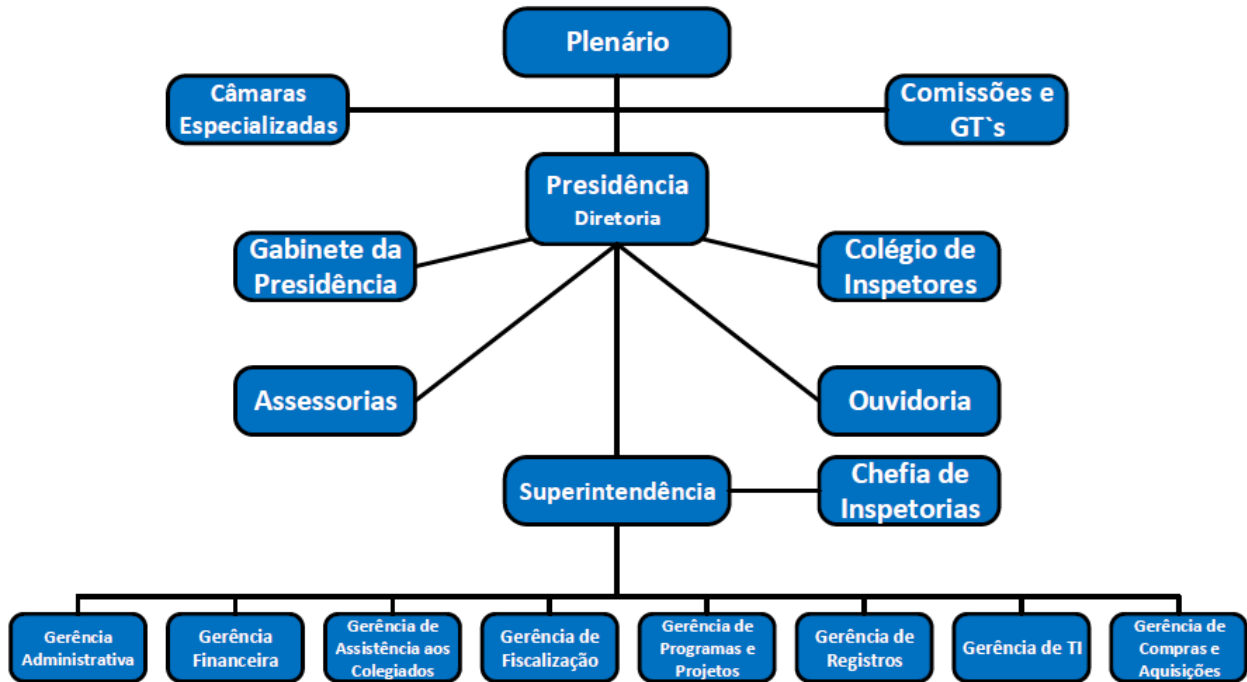 Plenário
Câmaras
Especializadas
Comissões e
GT`s
Presidência
Diretoria
Gabinete da
Presidência
Colégio de
Inspetores
Assessorias
Ouvidoria
Superintendência
Chefia de
Inspetorias
Gerência
Administrativa
Gerência
Financeira
Gerência de
Assistência aos
Colegiados
Gerência de
Fiscalização
Gerência de
Programas e
Projetos
Gerência de
Registros
Gerência de TI
Gerência de
Compras e
Aquisições